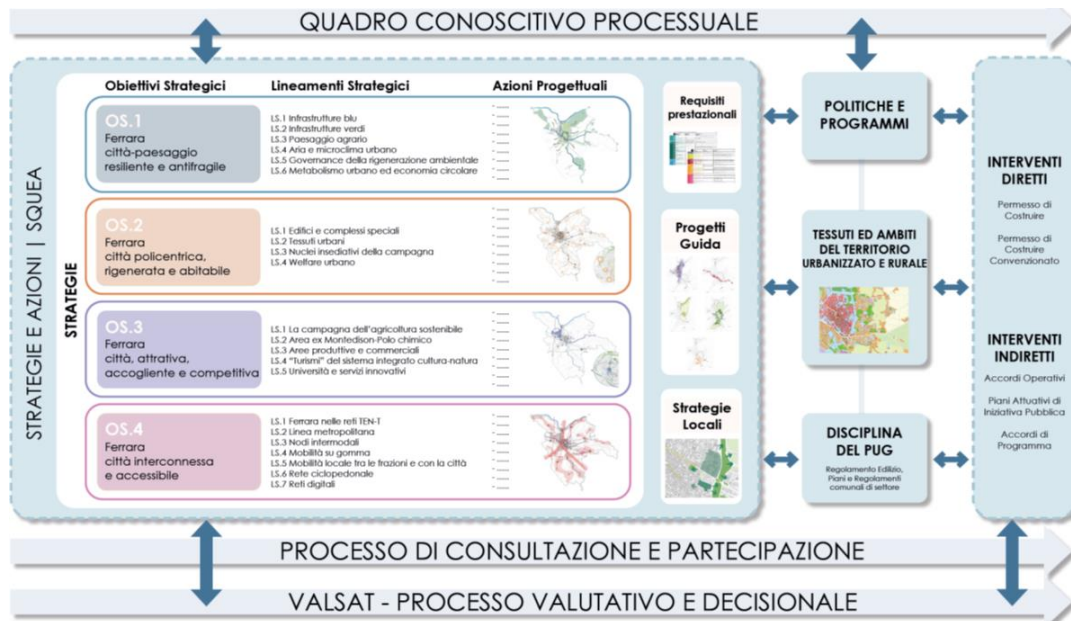 QUADRO CONOSCITIVO PROCESSUALE
STRATEGIE E AZIONI | SQUEA
STRATEGIE
Obiettivi Strategici
Lineamenti Strategici
Azioni Progettuali
OS.1
Ferrara
città-paesaggio
resiliente e antifragile
LS.1 Infrastrutture blu
LS.2 Infrastrutture verdi
LS.3 Paesaggio agrario
LS.4 Aria e microclima urbano
LS.5 Governance della rigenerazione ambientale
LS.6 Metabolismo urbano ed economia circolare
OS.2
Ferrara
città policentrica,
rigenerata e abitabile
LS.1 Edifici e complessi speciali
LS.2 Tessuti urbani
LS.3 Nuclei insediativi della campagna
LS.4 Welfare urbano
OS.3
Ferrara
città, attrativa,
accogliente e competitiva
LS.1 La campagna dell'agricoltura sostenibile
LS.2 Area ex Montedison-Polo chimico
LS.3 Aree produttive e commerciali
LS.4 "Turismi" del sistema integrato cultura-natura
LS.5 Università e servizi innovativi
OS.4
Ferrara
città interconnessa
e accessibile
LS.1 Ferrara nelle reti TEN-T
LS.2 Linea metropolitana
LS.3 Nodi intermodali
LS.4 Mobilità su gomma
LS.5 Mobilità locale tra le frazioni e con la città
LS.6 Rete ciclopedonale
LS.7 Reti digitali
Requisiti
prestazionali
Progetti
Guida
Strategie
Locali
POLITICHE E
PROGRAMMI
TESSUTI ED AMBITI
DEL TERRITORIO
URBANIZZATO E RURALE
DISCIPLINA
DEL PUG
Regolamento Edilizio,
Piani e Regolamenti
comunali di settore
INTERVENTI
DIRETTI
Permesso di
Costruire
Permesso di
Costruire
Convenzionato
INTERVENTI
INDIRETTI
Accordi Operativi
Piani Attuativi di
Iniziativa Pubblica
Accordi di
Programma
PROCESSO DI CONSULTAZIONE E PARTECIPAZIONE
VALSAT - PROCESSO VALUTATIVO E DECISIONALE